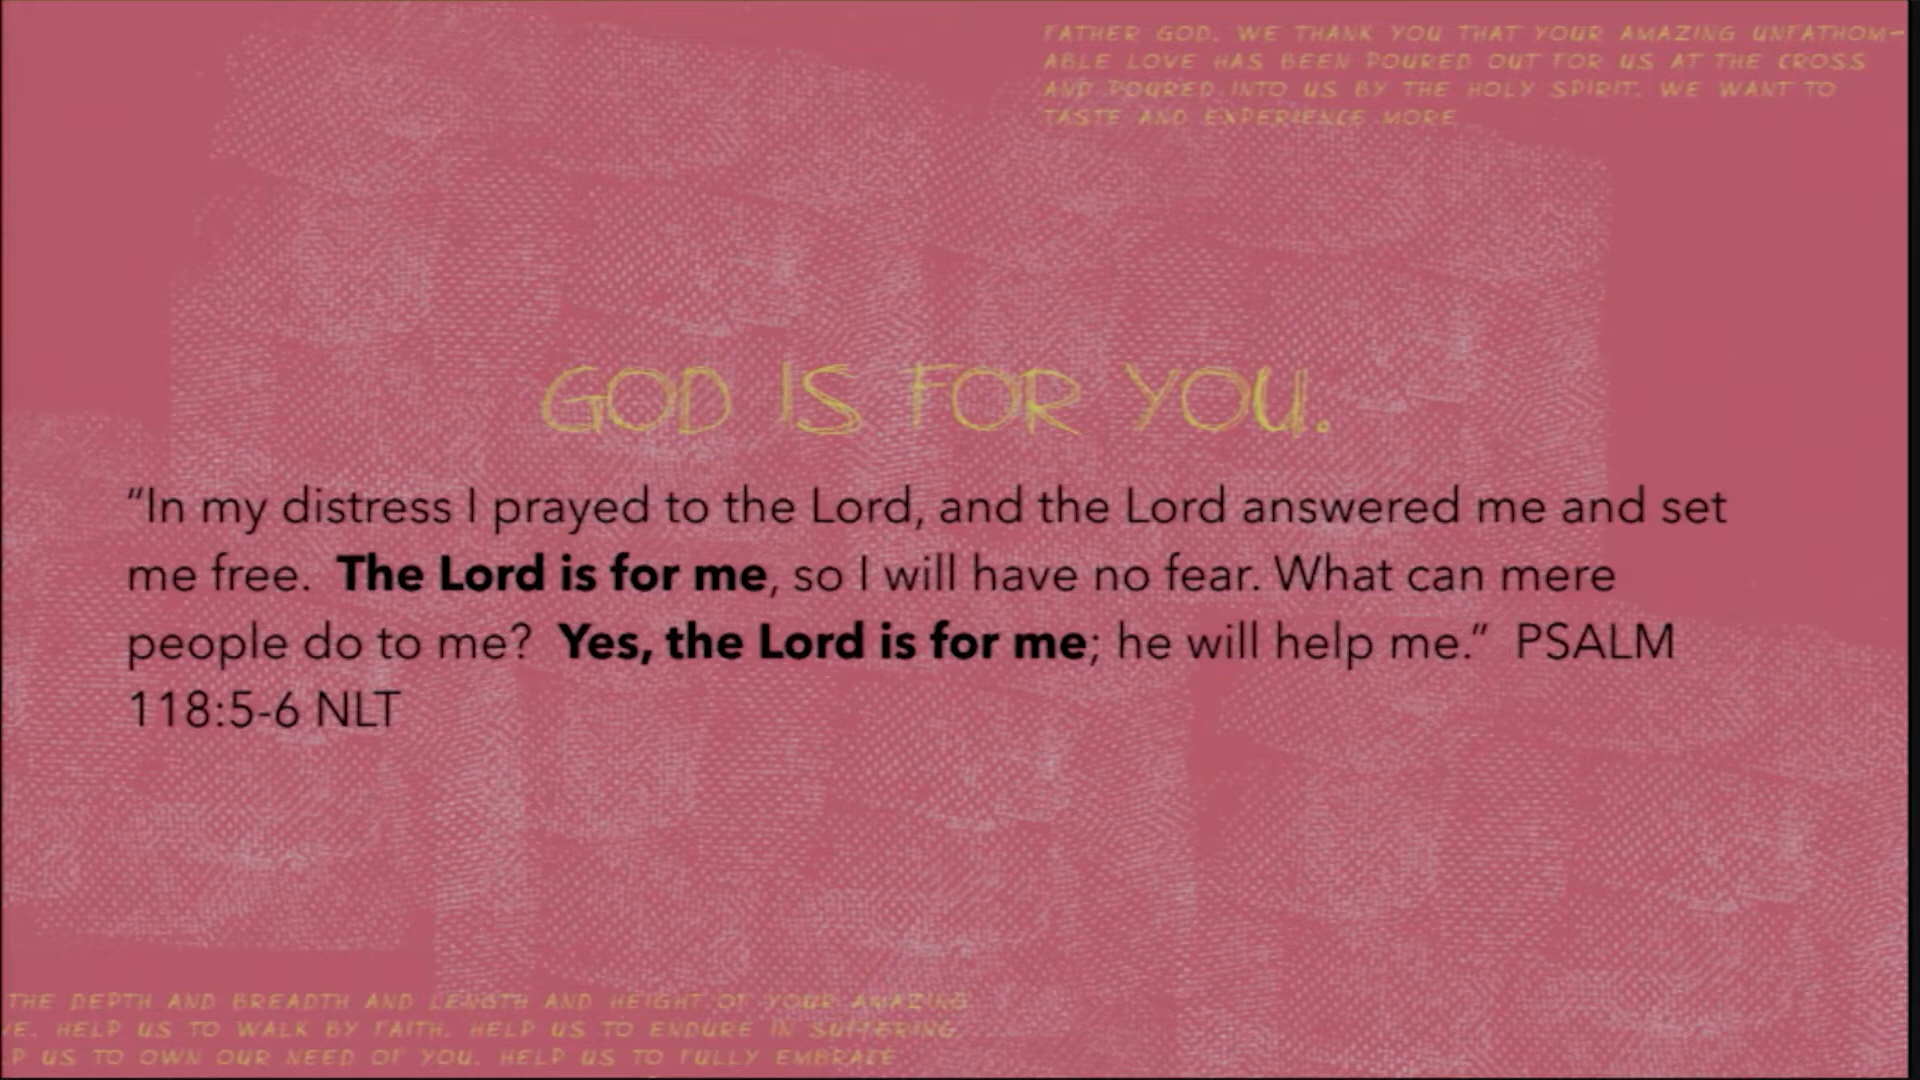 FATHER GOD, WE THANK YOU THAT YOUR AMAZING UNFATHOM-
ABLE LOVE HAS BEEN POURED OUT FOR US AT THE CROSS
AND POURED INTO US BY THE HOLY SPIRIT. WE WANT TO
TASTE AND EXPERIENCE MORE
GOD IS FOR YOU.
“In my distress I prayed to the Lord, and the Lord answered me and set
me free. The Lord is for me, so I will have no fear. What can mere
people do to me? Yes, the Lord is for me; he will help me.” PSALM
118:5-6 NLT
THE DEPTH AND BREADTH AND LENGTH AND HEIGHT OF YOUR AMAZING
VE. HELP US TO WALK BY FAITH. HELP US TO ENDURE IN SUFFERING
P US TO OWN OUR NEED OF YOU. HELP US TO FULLY EMBRACE